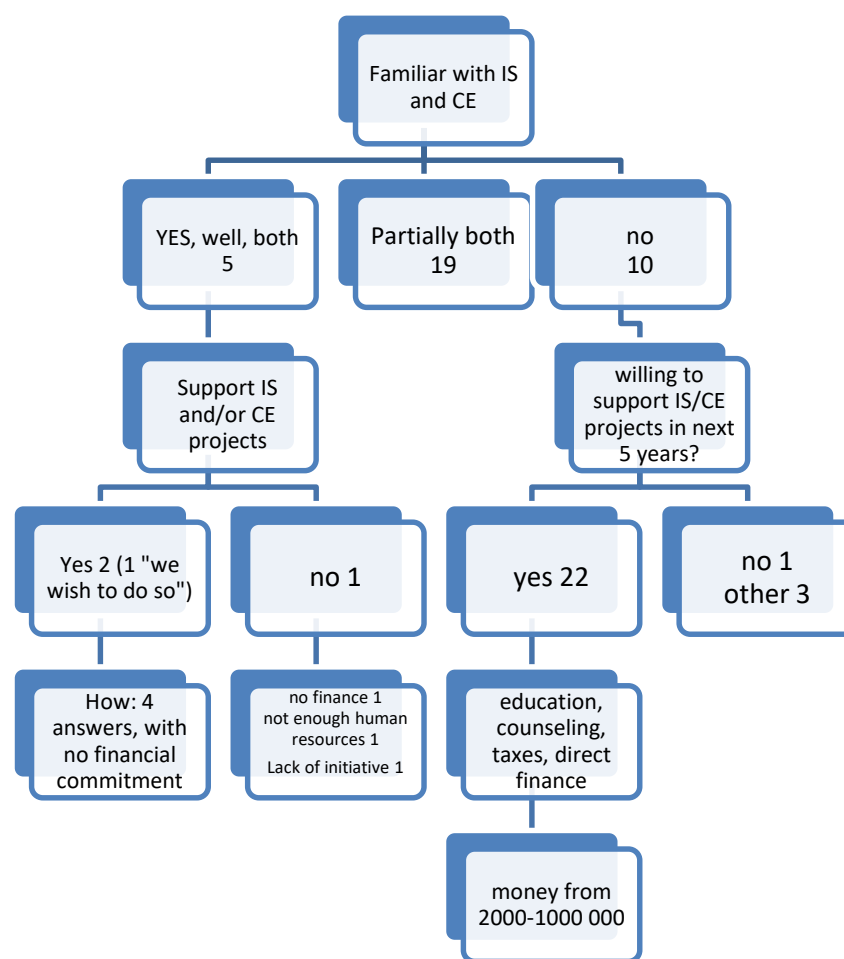 Familiar with IS
and CE
YES, well, both
5
Partially both
19
no
10
Support IS
and/or CE
projects
willing to
support IS/CE
projects in next
5 years?
Yes 2 (1 "we
wish to do so")
no 1
yes 22
no 1
other 3
How: 4
answers, with
no financial
commitment
no finance 1
not enough human
resources 1
Lack of initiative 1
education,
counseling,
taxes, direct
finance
money from
2000-1000 000